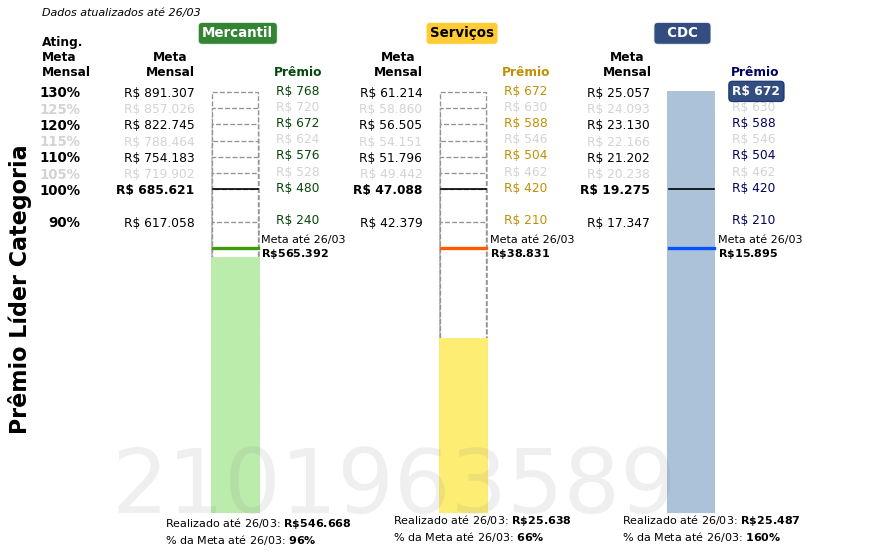 Dados atualizados até 26/03
Mercantil Serviços CDC
Ating. Meta Mensal Meta Mensal Prêmio Meta Mensal Prêmio Meta Mensal Prêmio
130% R$ 891.307 R$ 768 R$ 61.214 R$ 672 R$ 25.057 R$ 672
125% R$ 857.026 R$ 720 R$ 58.860 R$ 630 R$ 24.093 R$ 630
120% R$ 822.745 R$ 672 R$ 56.505 R$ 588 R$ 23.130 R$ 588
115% R$ 788.464 R$ 624 R$ 54.151 R$ 546 R$ 22.166 R$ 546
110% R$ 754.183 R$ 576 R$ 51.796 R$ 504 R$ 21.202 R$ 504
105% R$ 719.902 R$ 528 R$ 49.442 R$ 462 R$ 20.238 R$ 462
100% R$ 685.621 R$ 480 R$ 47.088 R$ 420 R$ 19.275 R$ 420
90% R$ 617.058 R$ 240 R$ 42.379 R$ 210 R$ 17.347 R$ 210
Meta até 26/03 Meta até 26/03 Meta até 26/03
R$565.392 R$38.831 R$15.895
Prêmio Líder Categoria
2101963589
Realizado até 26/03: R$546.668 Realizado até 26/03: R$25.638 Realizado até 26/03: R$25.487
% da Meta até 26/03: 96% % da Meta até 26/03: 66% % da Meta até 26/03: 160%